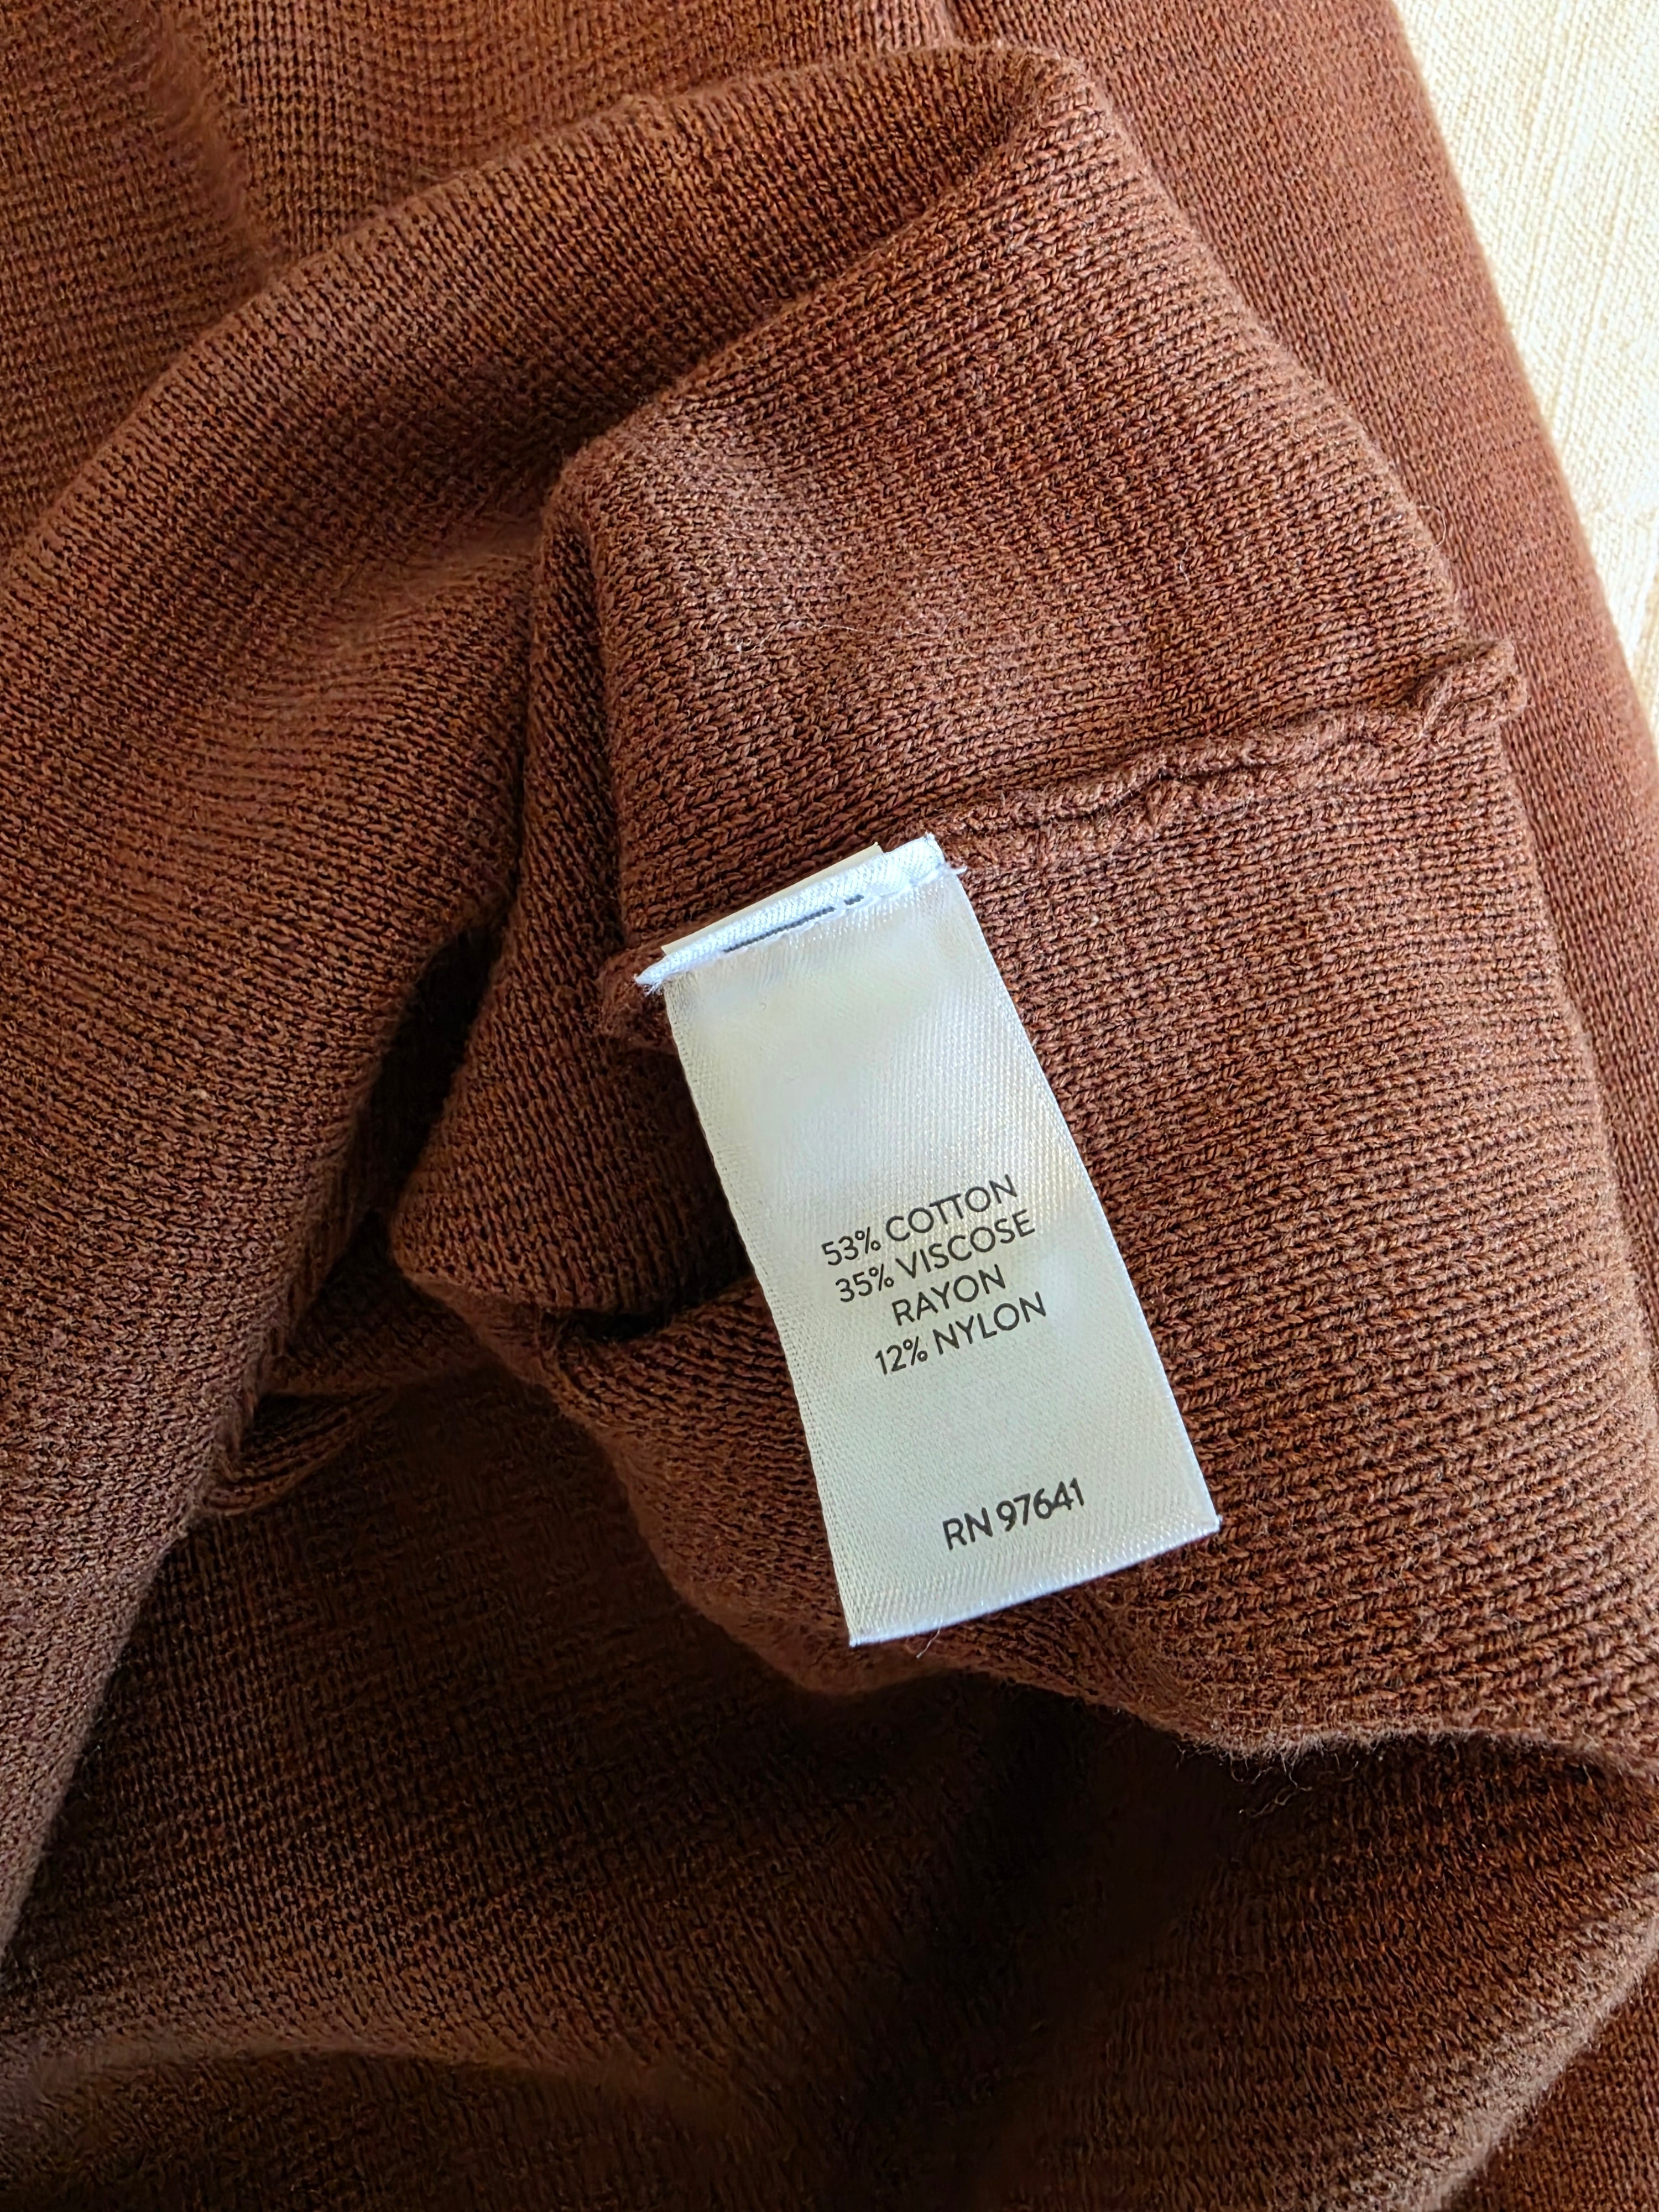 53% COTTON
35% VISCOSE
RAYON
12% NYLON
RN 97641